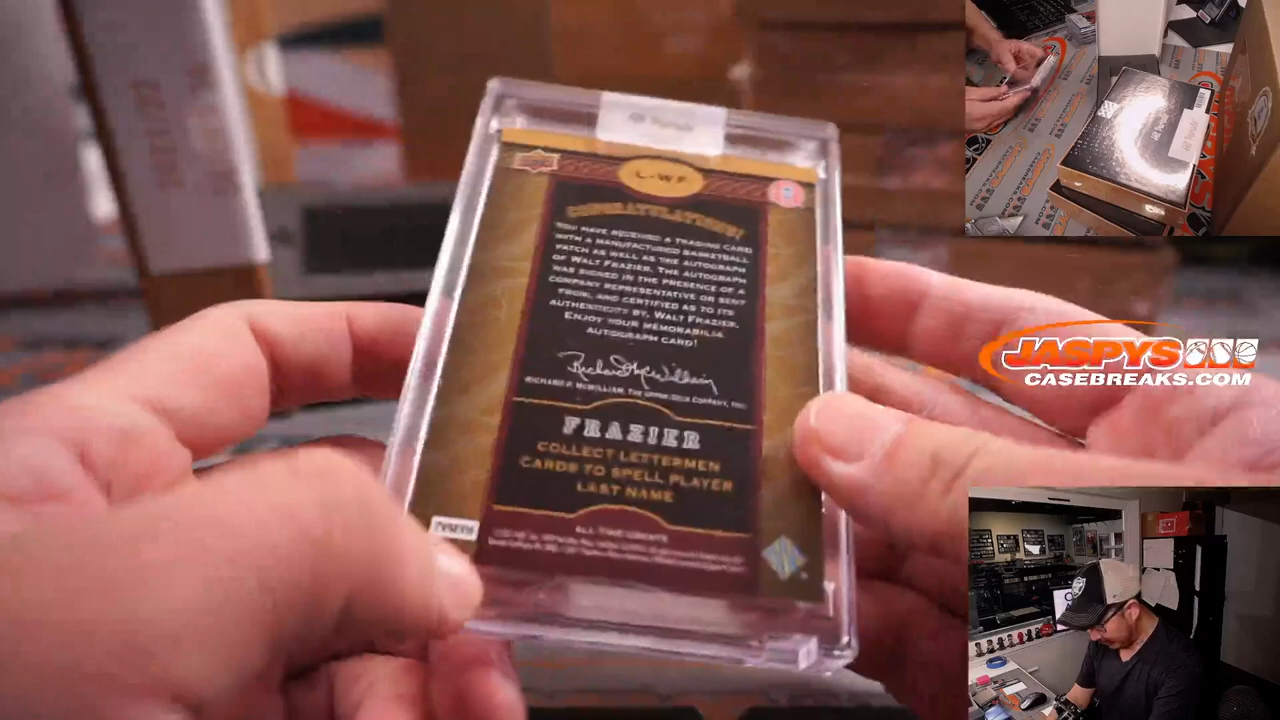 L-WF
CONGRATULATIONS!
YOU HAVE RECEIVED A TRADING CARD
WITH A MANUFACTURED BASKETBALL
PATCH AS WELL AS THE AUTOGRAPH
OF WALT FRAZIER. THE AUTOGRAPH
WAS SIGNED IN THE PRESENCE OF A
COMPANY REPRESENTATIVE OR SENT
FROM, AND CERTIFIED AS TO ITS
AUTHENTICITY BY, WALT FRAZIER.
ENJOY YOUR MEMORABILIA
AUTOGRAPH CARD!
RICHARD P. MCWILLIAM, THE UPPER DECK COMPANY, INC.
FRAZIER
COLLECT LETTERMEN
CARDS TO SPELL PLAYER
LAST NAME
ALL TIME GREATS
JASPYS
CASEBREAKS.COM